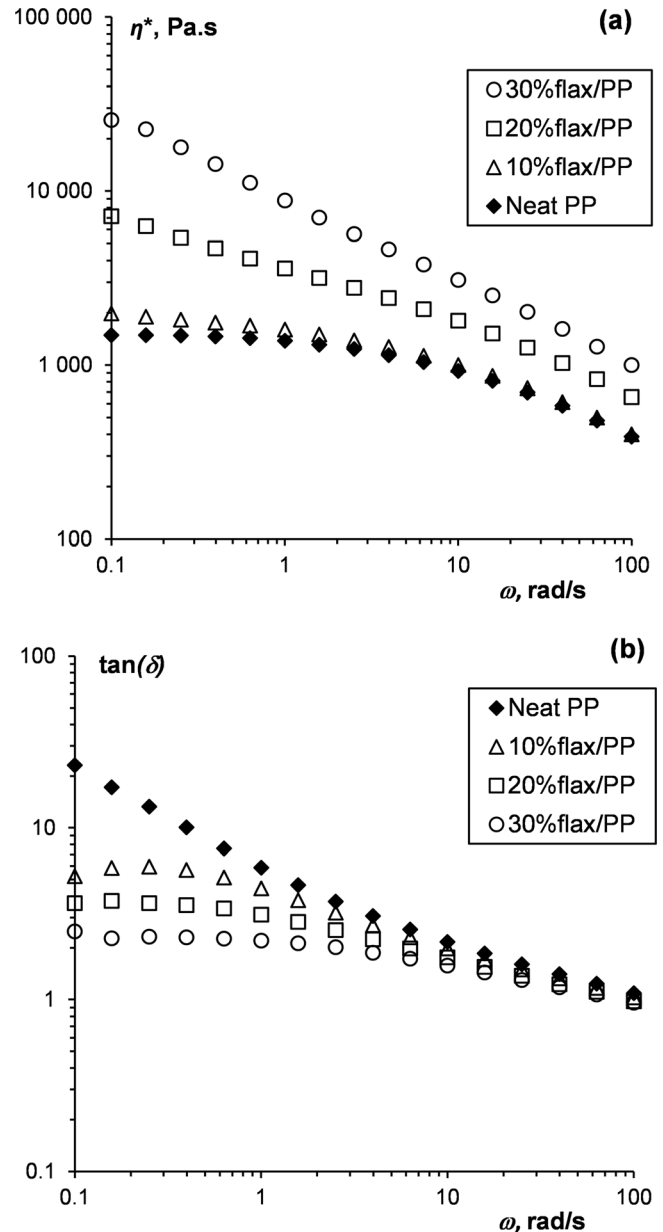 η*, Pa.s
(a)
100 000
10 000
1 000
100
30%flax/PP
20%flax/PP
10%flax/PP
Neat PP
0.1
1
10
100
ω, rad/s
tan(δ)
(b)
100
10
1
0.1
Neat PP
10%flax/PP
20%flax/PP
30%flax/PP
0.1
1
10
100
ω, rad/s